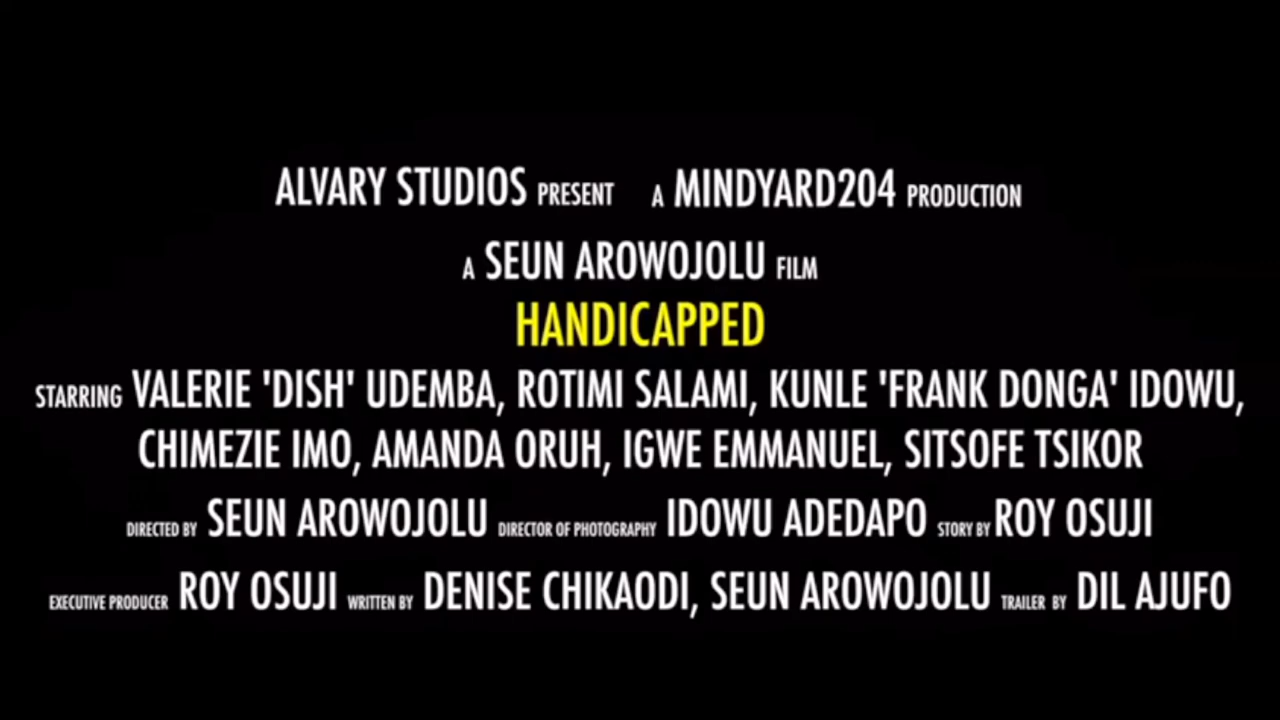 ALVARY STUDIOS PRESENT A MINDYARD204 PRODUCTION
A SEUN AROWOJOLU FILM
HANDICAPPED
STARRING VALERIE 'DISH' UDEMBA, ROTIMI SALAMI, KUNLE 'FRANK DONGA' IDOWU,
CHIMEZIE IMO, AMANDA ORUH, IGWE EMMANUEL, SITSOFE TSIKOR
DIRECTED BY SEUN AROWOJOLU DIRECTOR OF PHOTOGRAPHY IDOWU ADEDAPO STORY BY ROY OSUJI
EXECUTIVE PRODUCER ROY OSUJI WRITTEN BY DENISE CHIKAODI, SEUN AROWOJOLU TRAILER BY DIL AJUFO